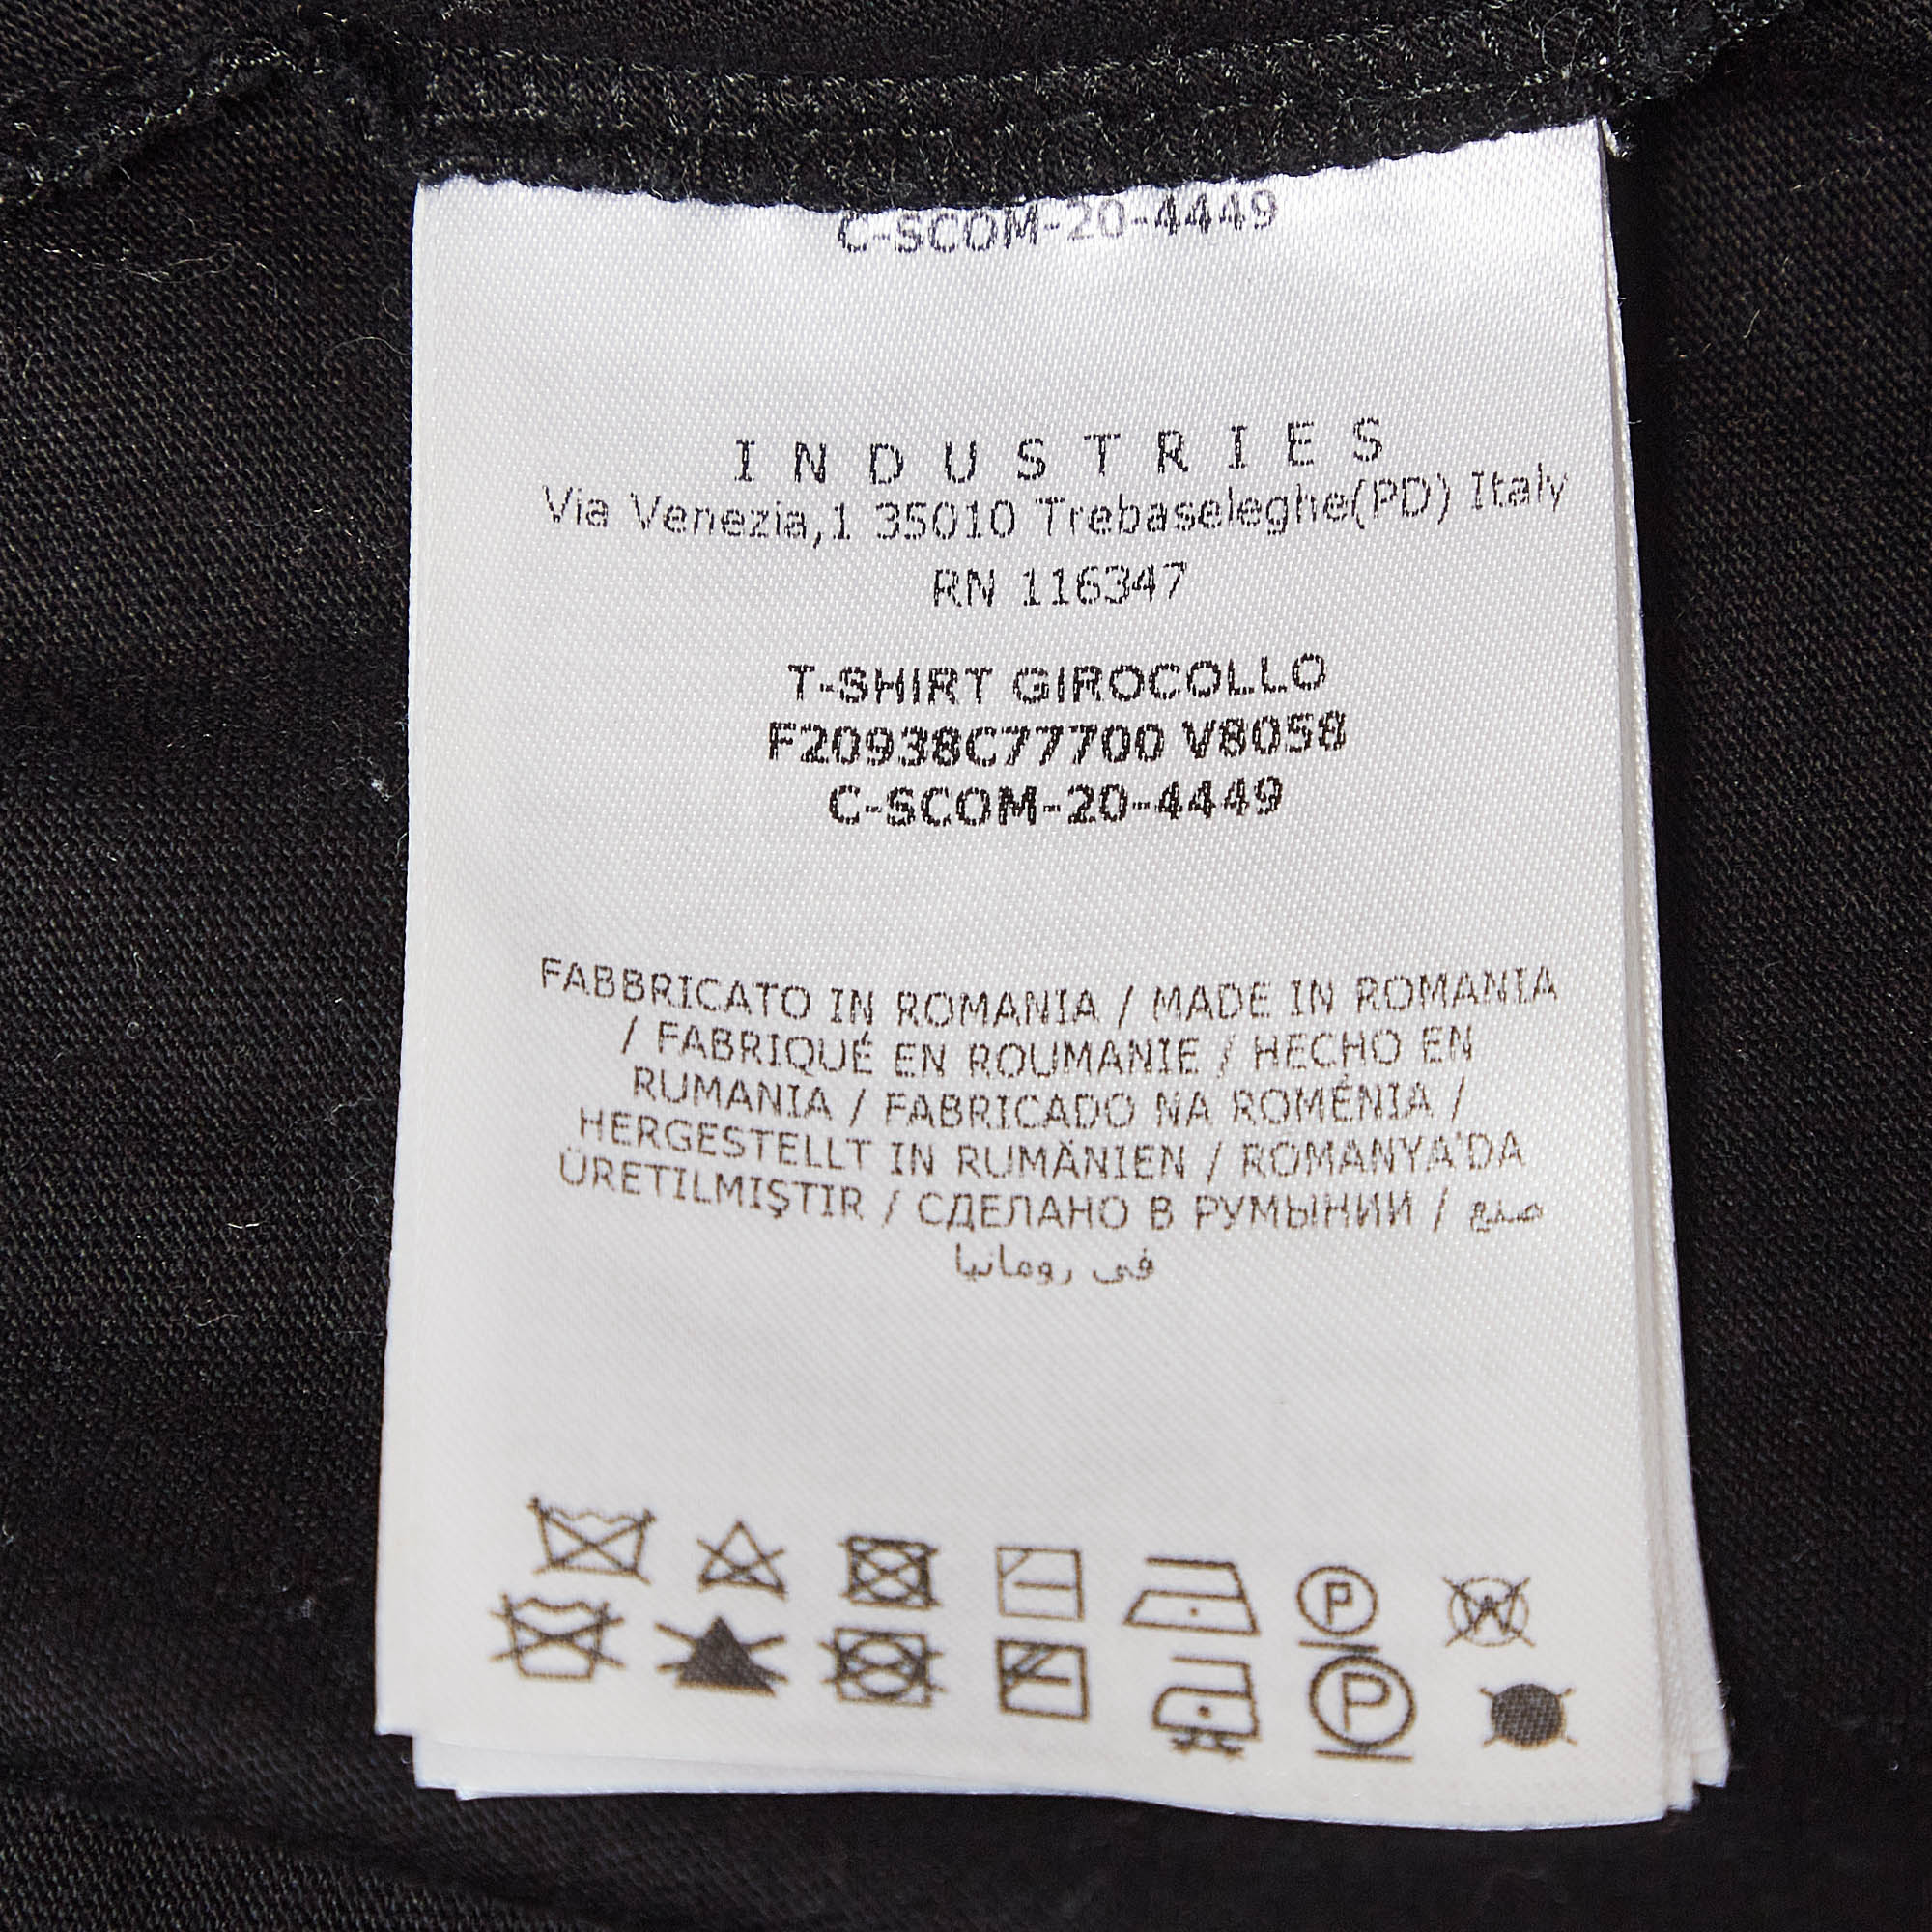 C-SCOM-20-4449
INDUSTRIES
Via Venezia,1 35010 Trebaseleghe(PD) Italy
RN 116347
T-SHIRT GIROCOLLO
F20938C77700 V8058
C-SCOM-20-4449
FABBRICATO IN ROMANIA / MADE IN ROMANIA
/ FABRIQUÉ EN ROUMANIE / HECHO EN
RUMANIA / FABRICADO NA ROMÉNIA /
HERGESTELLT IN RUMÄNIEN / ROMANYA'DA
ÜRETILMIŞTIR / СДЕЛАНО В РУМЫНИИ / صنع
في رومانيا
P W
P